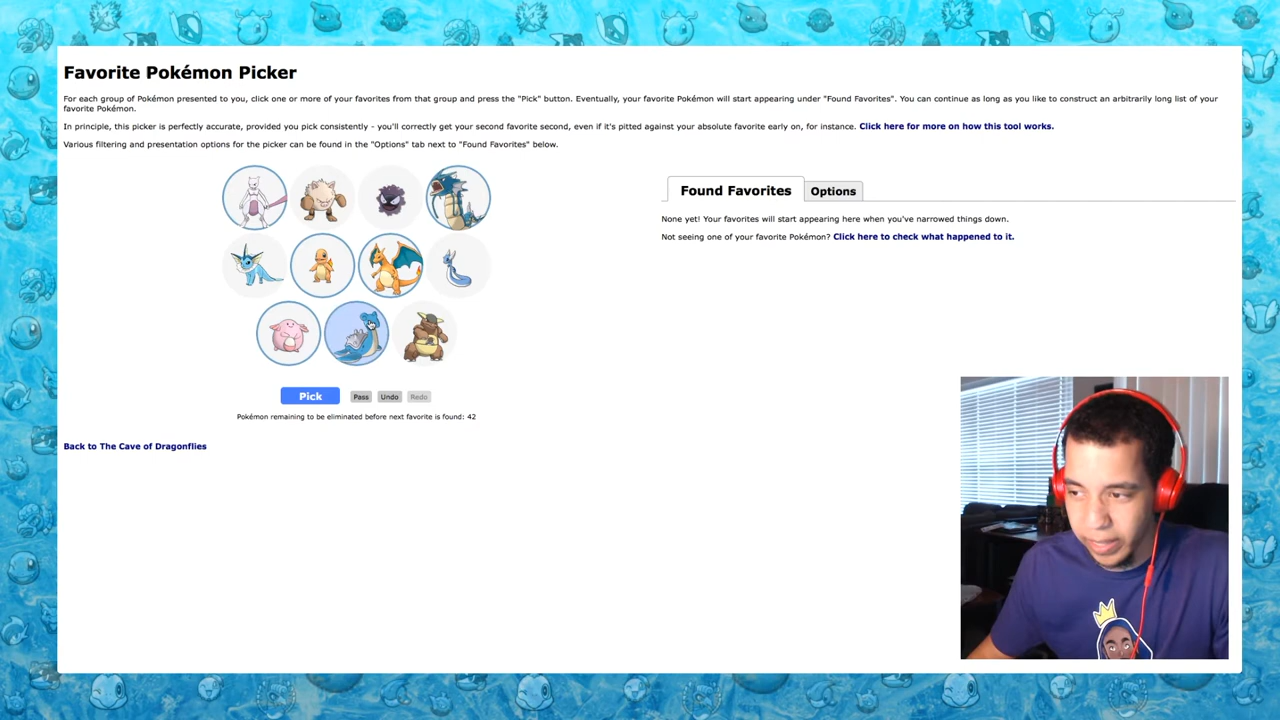 Favorite Pokémon Picker
For each group of Pokémon presented to you, click one or more of your favorites from that group and press the "Pick" button. Eventually, your favorite Pokémon will start appearing under "Found Favorites". You can continue as long as you like to construct an arbitrarily long list of your
favorite Pokémon.
In principle, this picker is perfectly accurate, provided you pick consistently - you'll correctly get your second favorite second, even if it's pitted against your absolute favorite early on, for instance. Click here for more on how this tool works.
Various filtering and presentation options for the picker can be found in the "Options" tab next to "Found Favorites" below.
Found Favorites Options
None yet! Your favorites will start appearing here when you've narrowed things down.
Not seeing one of your favorite Pokémon? Click here to check what happened to it.
Pick Pass Undo Redo
Pokémon remaining to be eliminated before next favorite is found: 42
Back to The Cave of Dragonflies